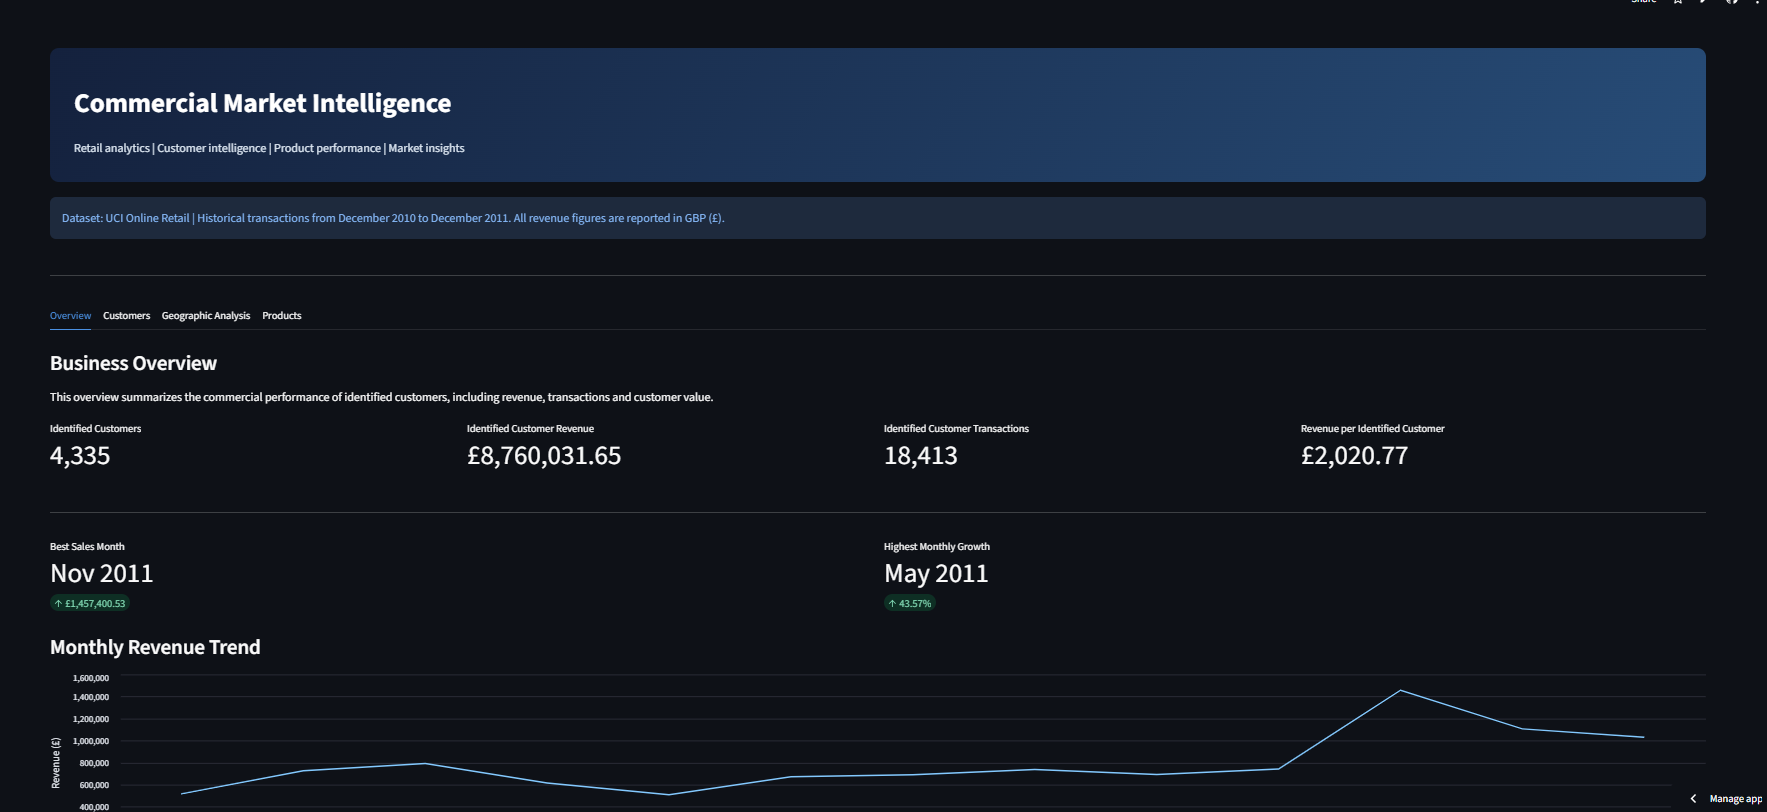 Share
Commercial Market Intelligence
Retail analytics | Customer intelligence | Product performance | Market insights
Dataset: UCI Online Retail | Historical transactions from December 2010 to December 2011. All revenue figures are reported in GBP (£).
Overview Customers Geographic Analysis Products
Business Overview
This overview summarizes the commercial performance of identified customers, including revenue, transactions and customer value.
Identified Customers Identified Customer Revenue Identified Customer Transactions Revenue per Identified Customer
4,335 £8,760,031.65 18,413 £2,020.77
Best Sales Month Highest Monthly Growth
Nov 2011 May 2011
↑ £1,457,400.53 ↑ 43.57%
Monthly Revenue Trend
1,600,000
1,400,000
1,200,000
1,000,000
800,000
600,000
400,000
Revenue (£)
Manage app